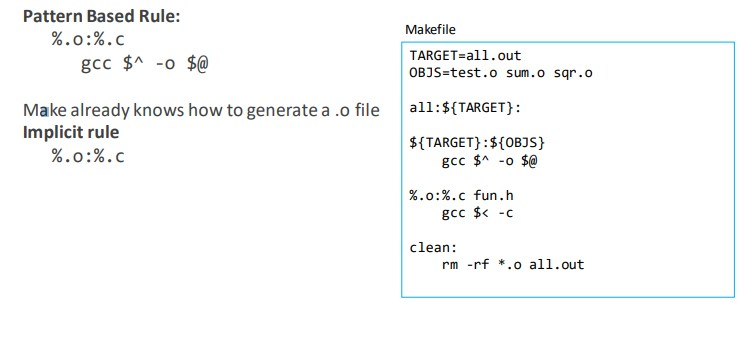 Pattern Based Rule:
%.o:%.c
gcc $^ -o $@
Make already knows how to generate a .o file
Implicit rule
%.o:%.c
Makefile
TARGET=all.out
OBJS=test.o sum.o sqr.o
all:${TARGET}:
${TARGET}:${OBJS}
gcc $^ -o $@
%.o:%.c fun.h
gcc $< -c
clean:
rm -rf *.o all.out